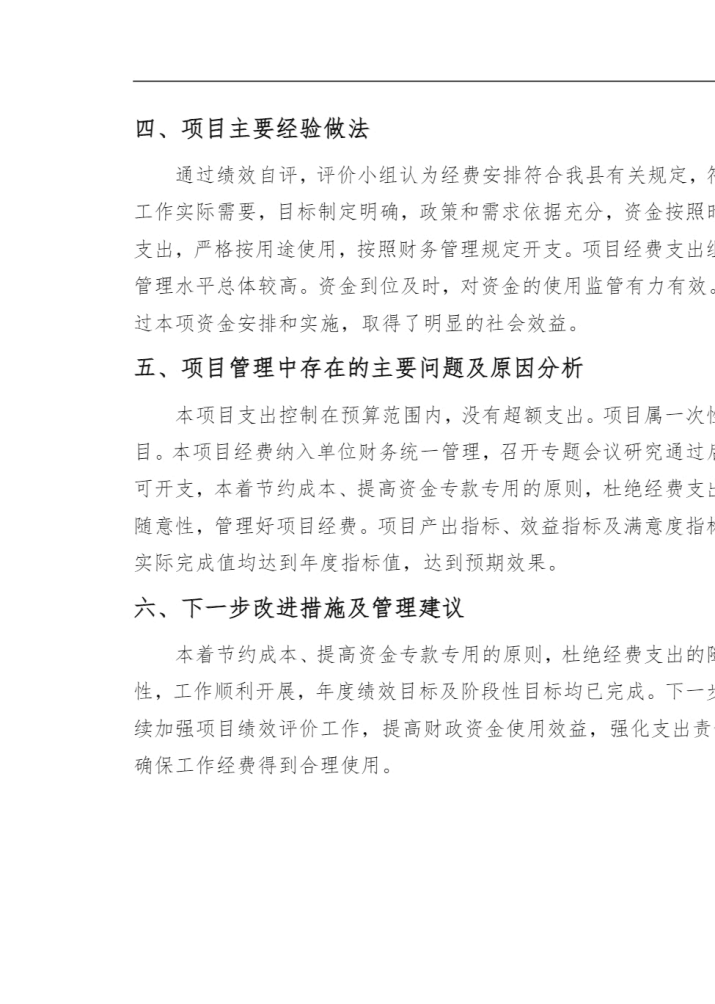 四、项目主要经验做法
通过绩效自评，评价小组认为经费安排符合我县有关规定，
工作实际需要，目标制定明确，政策和需求依据充分，资金按照
支出，严格按用途使用，按照财务管理规定开支。项目经费支出
管理水平总体较高。资金到位及时，对资金的使用监管有力有效。
过本项资金安排和实施，取得了明显的社会效益。
五、项目管理中存在的主要问题及原因分析
本项目支出控制在预算范围内，没有超额支出。项目属一次
目。本项目经费纳入单位财务统一管理，召开专题会议研究通过
可开支，本着节约成本、提高资金专款专用的原则，杜绝经费支
随意性，管理好项目经费。项目产出指标、效益指标及满意度指
实际完成值均达到年度指标值，达到预期效果。
六、下一步改进措施及管理建议
本着节约成本、提高资金专款专用的原则，杜绝经费支出的
性，工作顺利开展，年度绩效目标及阶段性目标均已完成。下一
续加强项目绩效评价工作，提高财政资金使用效益，强化支出责
确保工作经费得到合理使用。